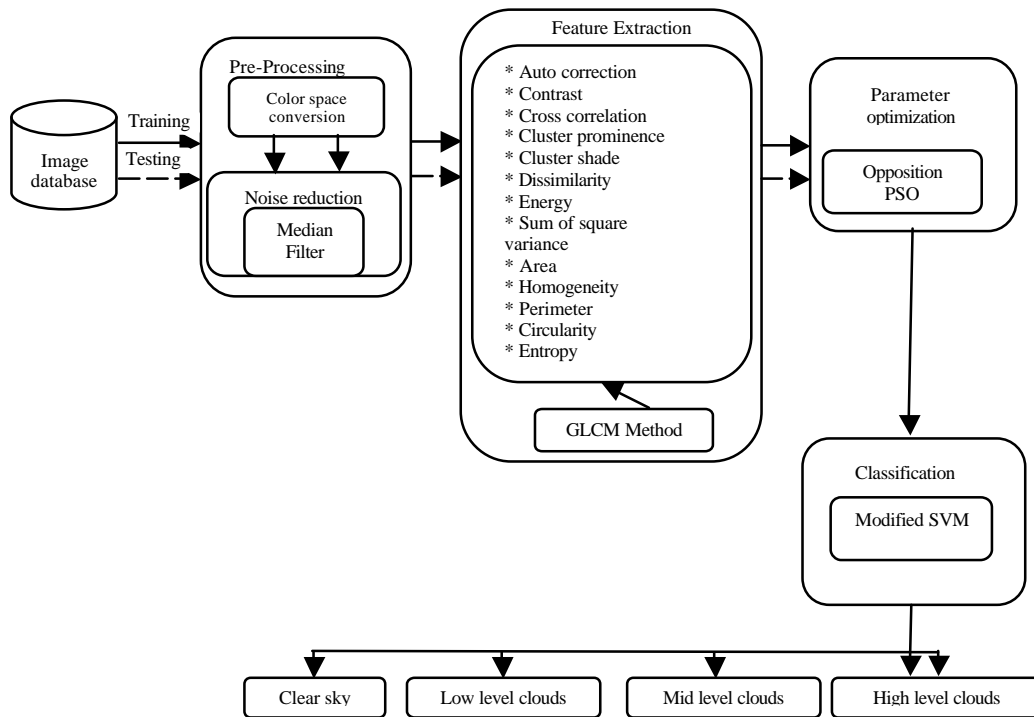 Image
database
Training
Testing
Pre-Processing
Color space
conversion
Noise reduction
Median
Filter
Feature Extraction
* Auto correction
* Contrast
* Cross correlation
* Cluster prominence
* Cluster shade
* Dissimilarity
* Energy
* Sum of square
variance
* Area
* Homogeneity
* Perimeter
* Circularity
* Entropy
GLCM Method
Parameter
optimization
Opposition
PSO
Classification
Modified SVM
Clear sky
Low level clouds
Mid level clouds
High level clouds